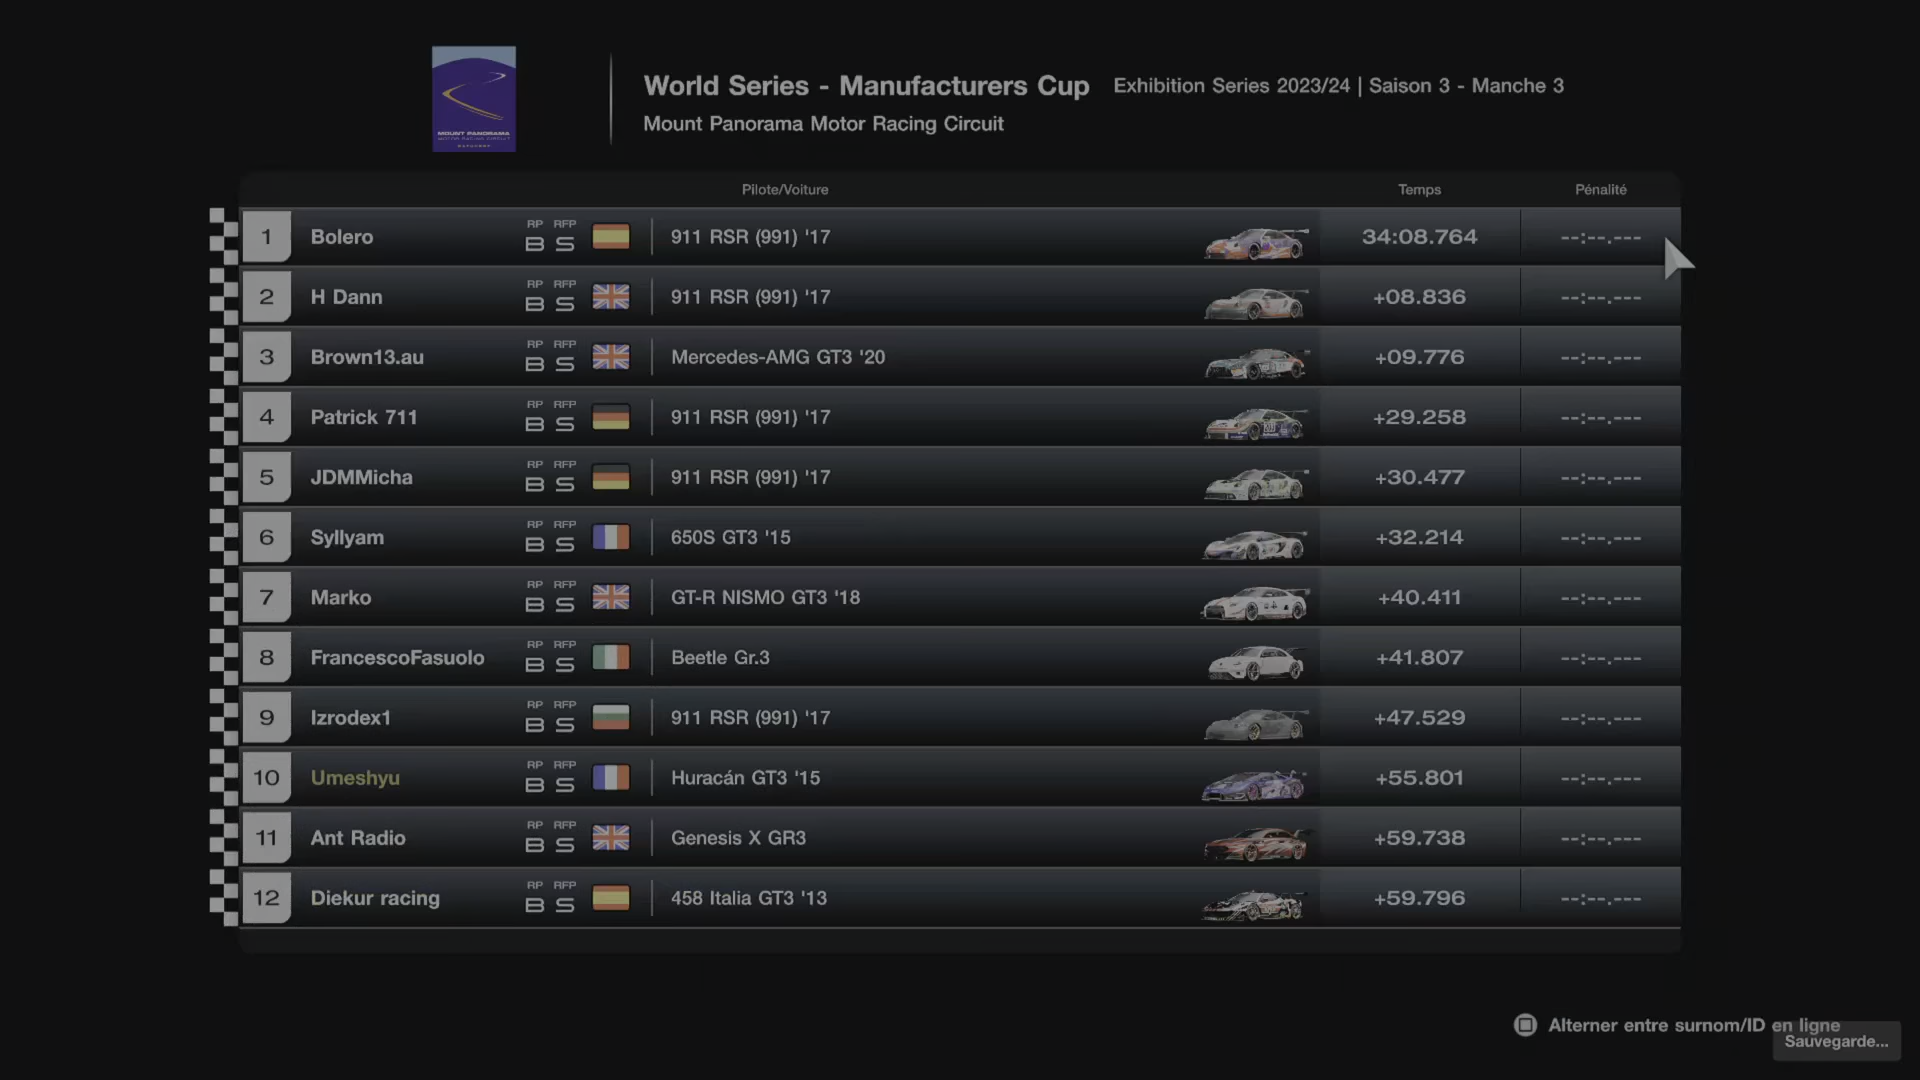 World Series - Manufacturers Cup Exhibition Series 2023/24 | Saison 3 - Manche 3
Mount Panorama Motor Racing Circuit
MOUNT PANORAMA
MOTOR RACING CIRCUIT
BATHURST
Pilote/Voiture Temps Pénalité
1 Bolero RP B RFP S 911 RSR (991) '17 34:08.764 --:--.---
2 H Dann RP B RFP S 911 RSR (991) '17 +08.836 --:--.---
3 Brown13.au RP B RFP S Mercedes-AMG GT3 '20 +09.776 --:--.---
4 Patrick 711 RP B RFP S 911 RSR (991) '17 +29.258 --:--.---
5 JDMMicha RP B RFP S 911 RSR (991) '17 +30.477 --:--.---
6 Syllyam RP B RFP S 650S GT3 '15 +32.214 --:--.---
7 Marko RP B RFP S GT-R NISMO GT3 '18 +40.411 --:--.---
8 FrancescoFasuolo RP B RFP S Beetle Gr.3 +41.807 --:--.---
9 Izrodex1 RP B RFP S 911 RSR (991) '17 +47.529 --:--.---
10 Umeshyu RP B RFP S Huracán GT3 '15 +55.801 --:--.---
11 Ant Radio RP B RFP S Genesis X GR3 +59.738 --:--.---
12 Diekur racing RP B RFP S 458 Italia GT3 '13 +59.796 --:--.---
Alterner entre surnom/ID en ligne
Sauvegarde...